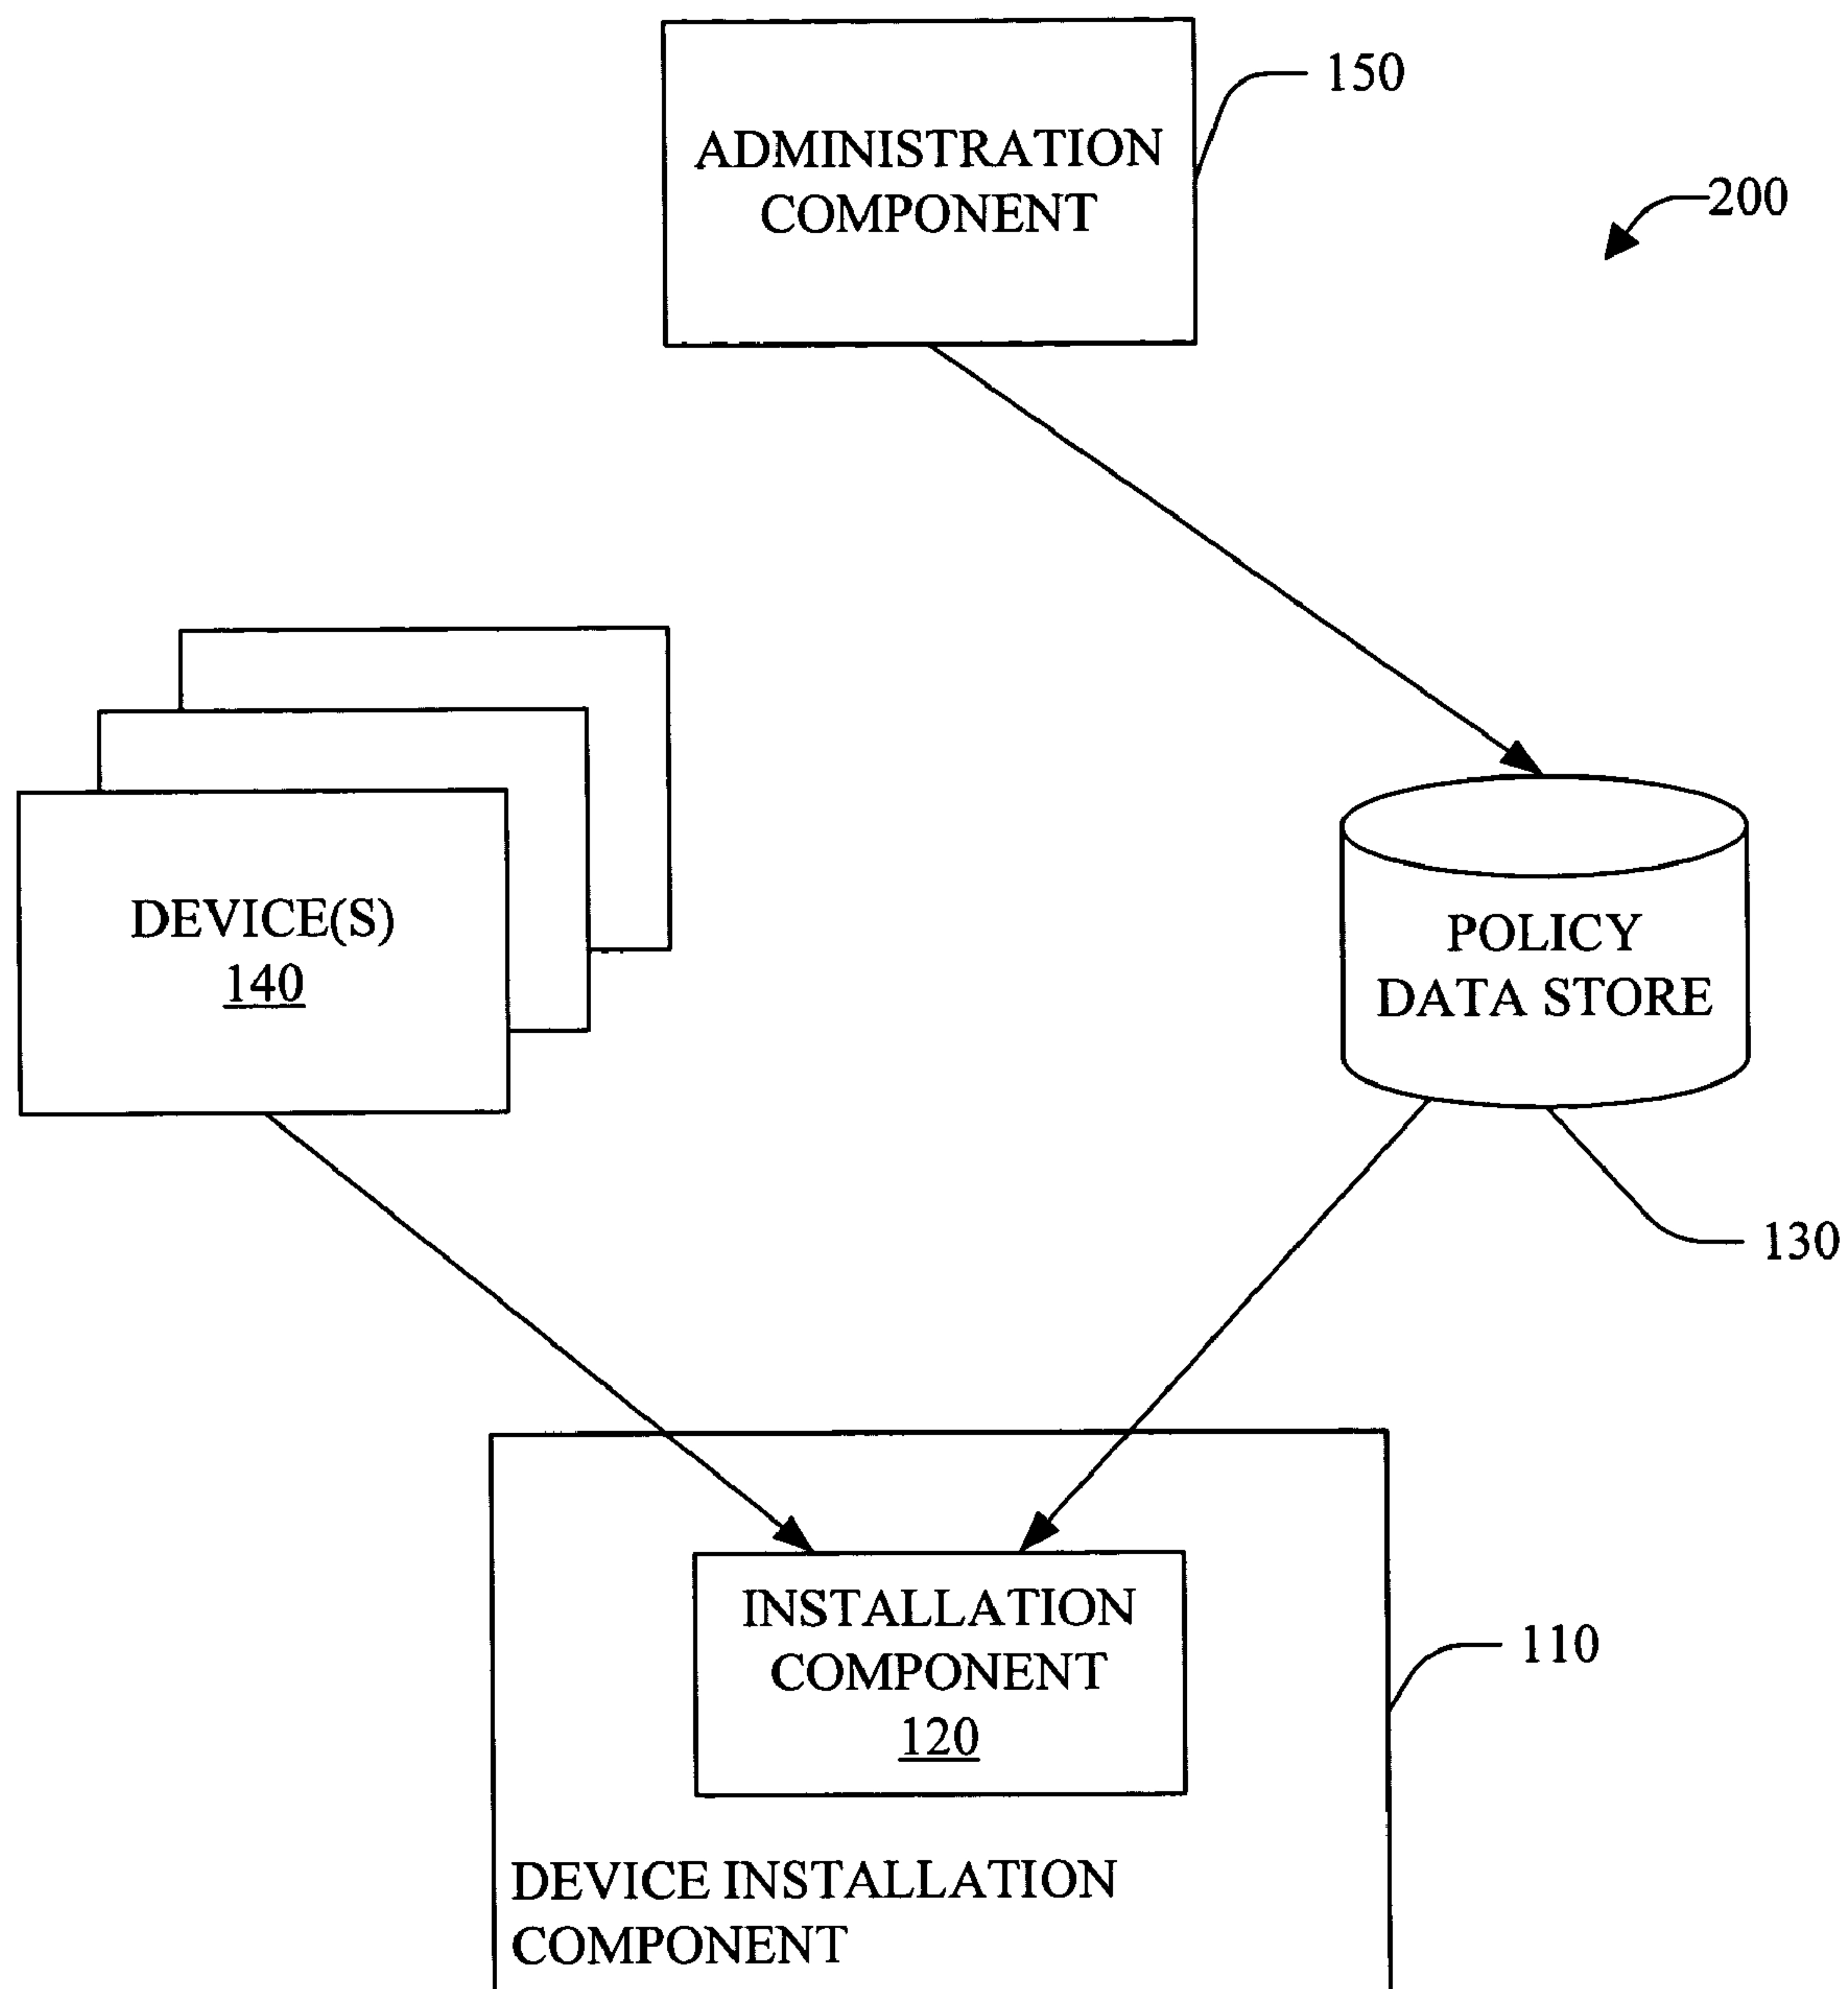 150
ADMINISTRATION
COMPONENT
200
DEVICE(S)
140
POLICY
DATA STORE
130
INSTALLATION
COMPONENT
120
110
DEVICE INSTALLATION
COMPONENT